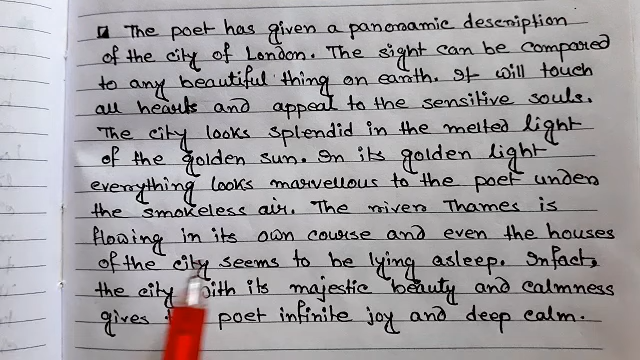 The poet has given a panoramic description
of the city of London. The sight can be compared
to any beautiful thing on earth. It will touch
all hearts and appeal to the sensitive souls.
The city looks splendid in the melted light
of the golden sun. In its golden light
everything looks marvellous to the poet under
the smokeless air. The river Thames is
flowing in its own course and even the houses
of the city seems to be lying asleep. Infact,
the city with its majestic beauty and calmness
gives poet infinite joy and deep calm.